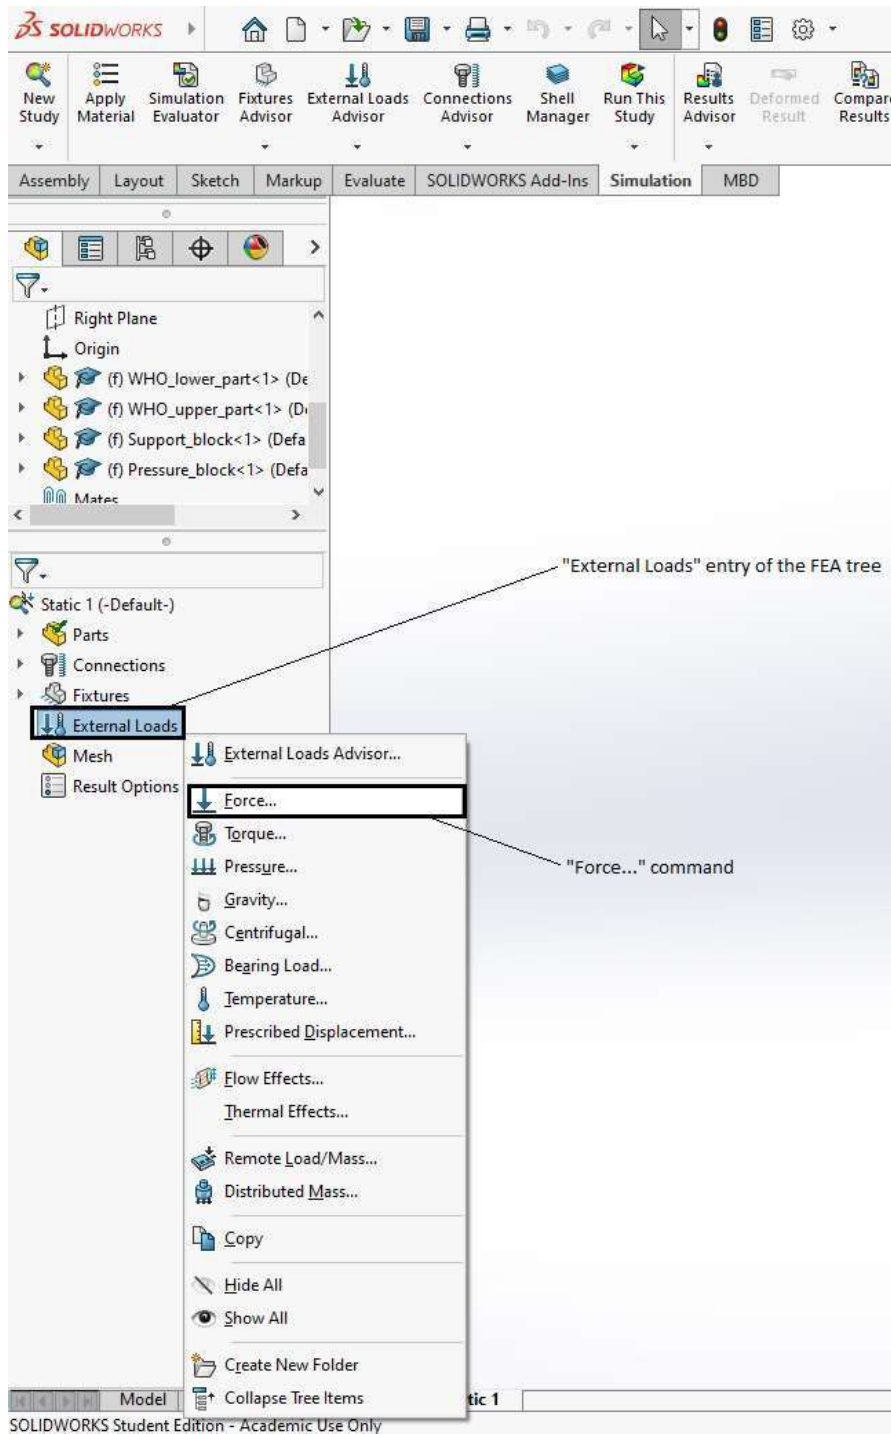 SOLIDWORKS
New Study
Apply Material
Simulation Evaluator
Fixtures Advisor
External Loads Advisor
Connections Advisor
Shell Manager
Run This Study
Results Advisor
Deformed Result
Compare Results
Assembly Layout Sketch Markup Evaluate SOLIDWORKS Add-Ins Simulation MBD
Right Plane
Origin
(f) WHO_lower_part<1> (De
(f) WHO_upper_part<1> (D
(f) Support_block<1> (Defa
(f) Pressure_block<1> (Defa
Mates
"External Loads" entry of the FEA tree
Static 1 (-Default-)
Parts
Connections
Fixtures
External Loads
Mesh
Result Options
External Loads Advisor...
Force...
Torque...
"Force..." command
Pressure...
Gravity...
Centrifugal...
Bearing Load...
Temperature...
Prescribed Displacement...
Flow Effects...
Thermal Effects...
Remote Load/Mass...
Distributed Mass...
Copy
Hide All
Show All
Create New Folder
Collapse Tree Items
Model tic 1
SOLIDWORKS Student Edition - Academic Use Only